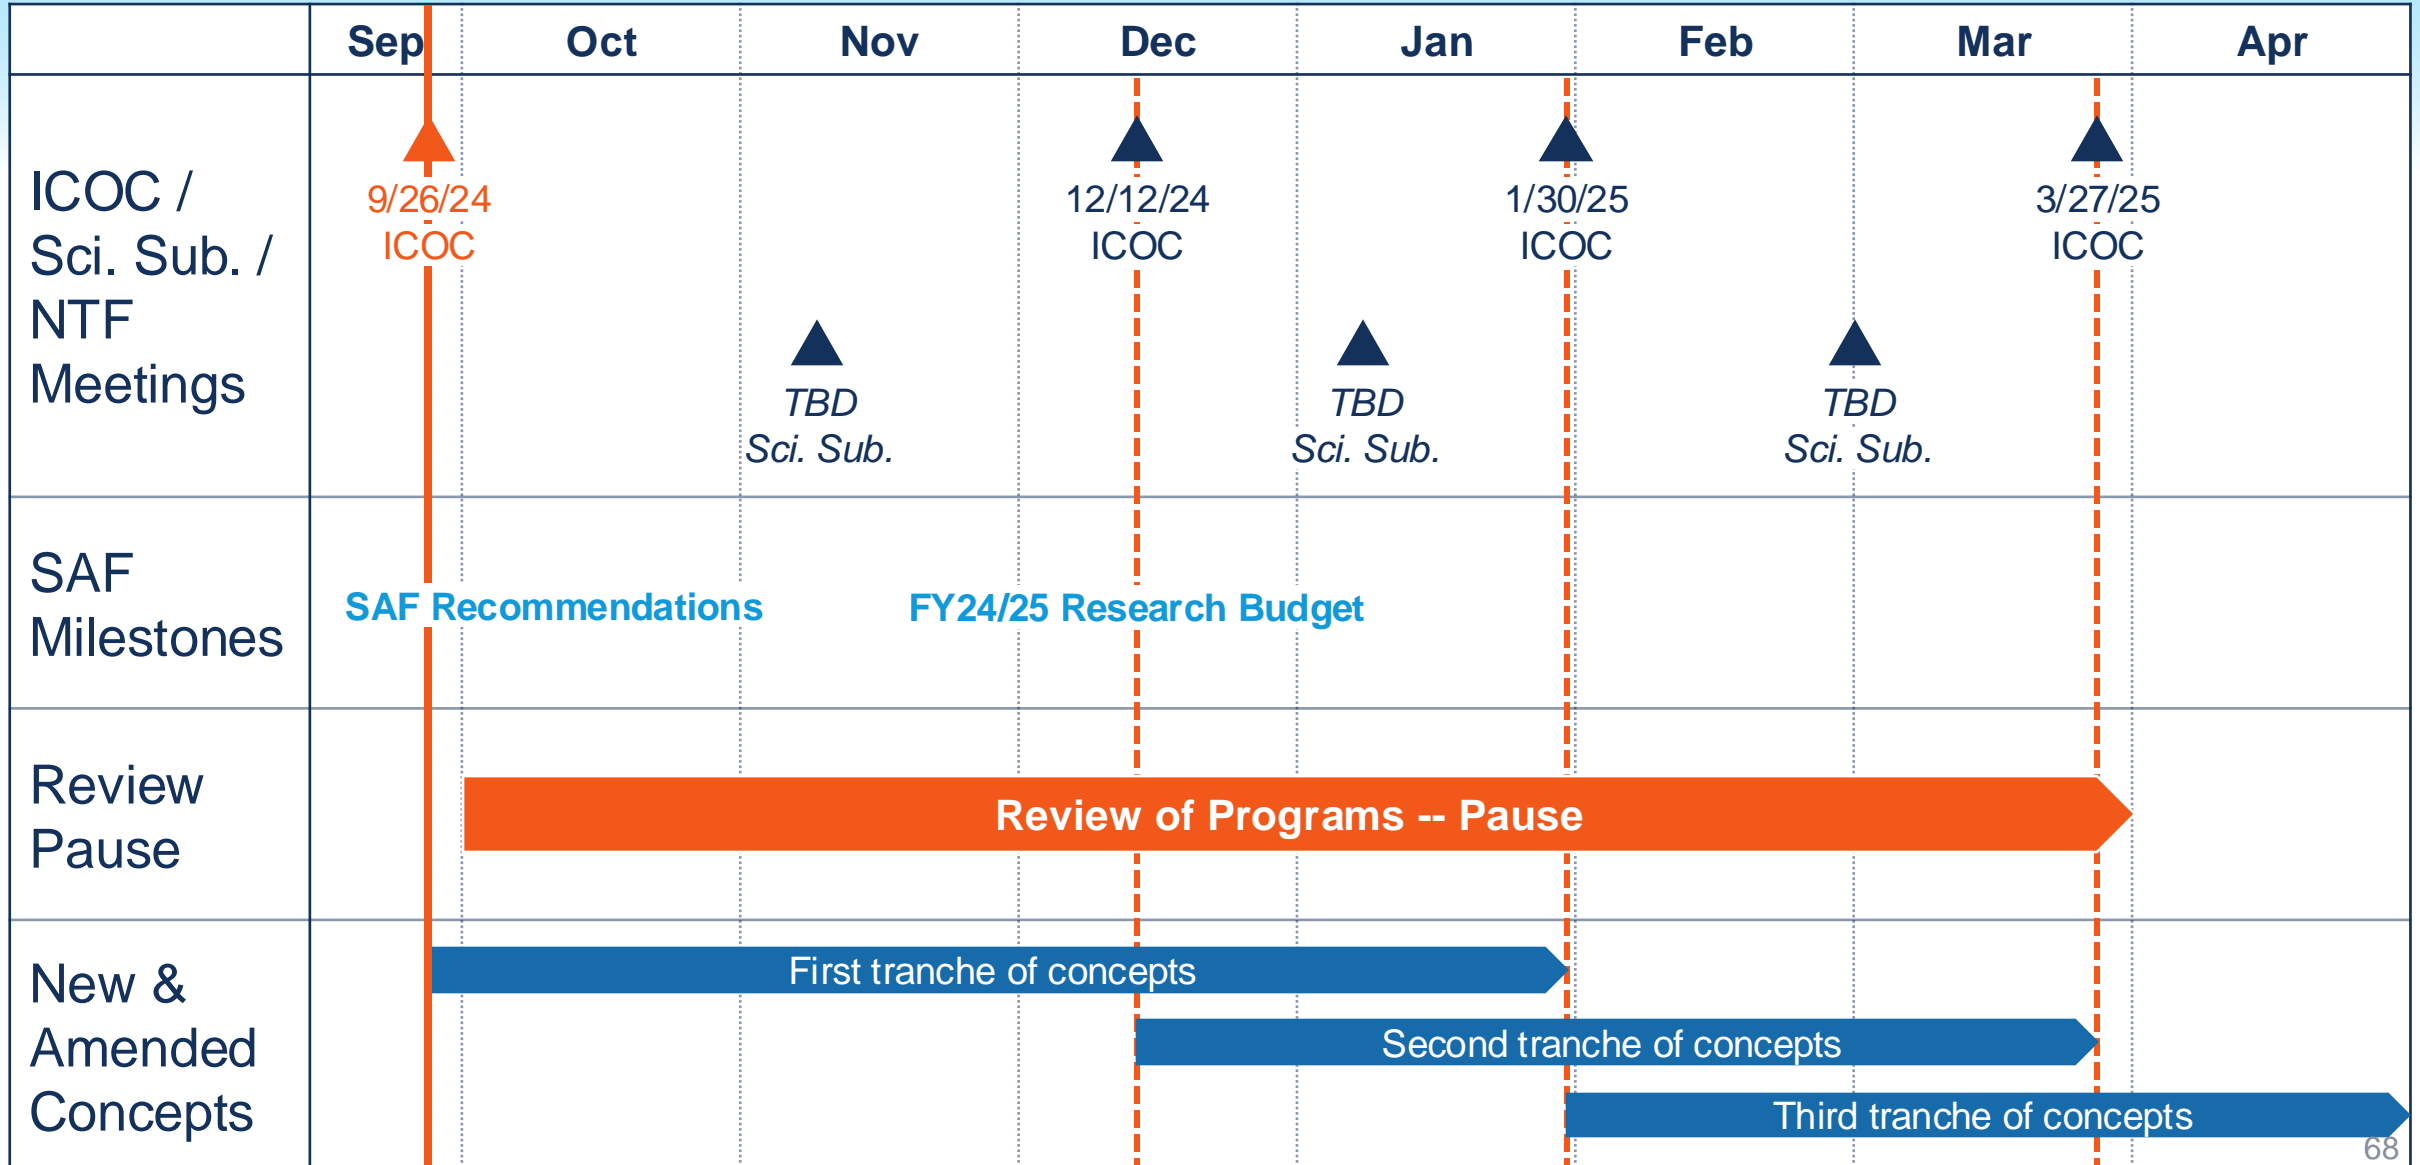 Sep Oct Nov Dec Jan Feb Mar Apr
ICOC /
Sci. Sub. /
NTF
Meetings
9/26/24
ICOC
12/12/24
ICOC
1/30/25
ICOC
3/27/25
ICOC
TBD
Sci. Sub.
TBD
Sci. Sub.
TBD
Sci. Sub.
SAF
Milestones
SAF Recommendations
FY24/25 Research Budget
Review
Pause
Review of Programs -- Pause
New &
Amended
Concepts
First tranche of concepts
Second tranche of concepts
Third tranche of concepts
68